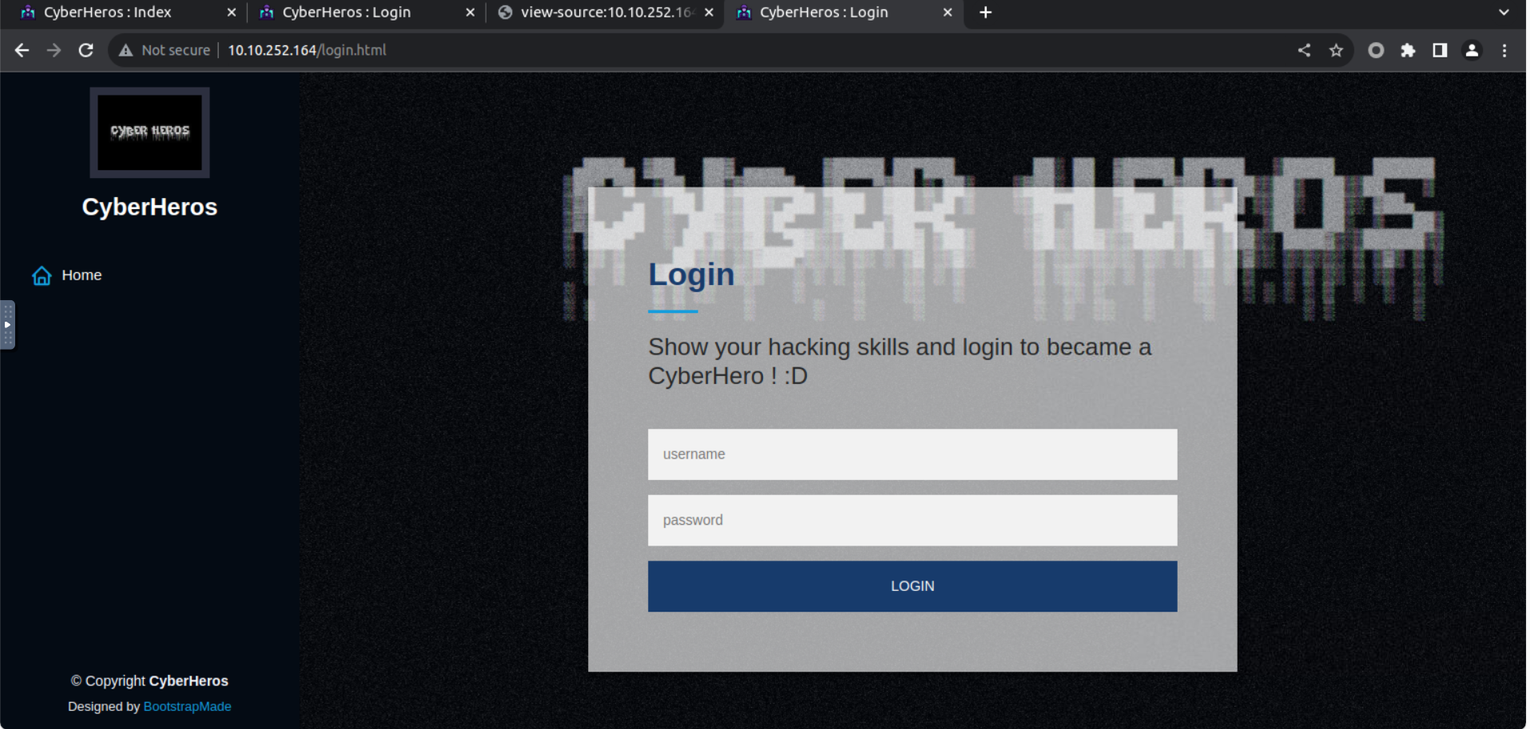 CyberHeros : Index
CyberHeros : Login
view-source:10.10.252.16
CyberHeros : Login
Not secure
10.10.252.164/login.html
CYBER HEROS
CyberHeros
Home
CYBER HEROS
Login
Show your hacking skills and login to became a
CyberHero ! :D
username
password
LOGIN
© Copyright CyberHeros
Designed by BootstrapMade